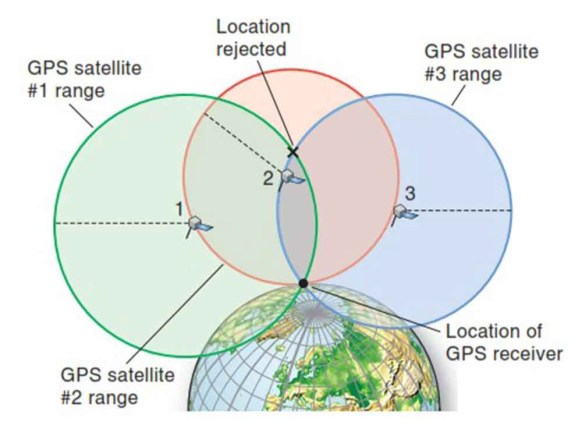 Location
rejected
GPS satellite
#1 range
GPS satellite
#3 range
2
1
3
Location of
GPS receiver
GPS satellite
#2 range